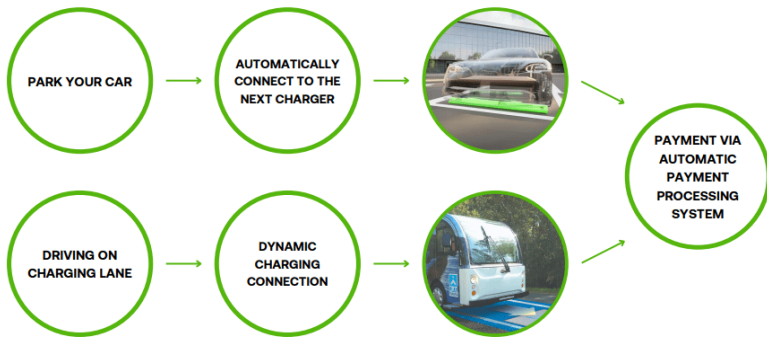 PARK YOUR CAR
AUTOMATICALLY
CONNECT TO THE
NEXT CHARGER
DRIVING ON
CHARGING LANE
DYNAMIC
CHARGING
CONNECTION
PAYMENT VIA
AUTOMATIC
PAYMENT
PROCESSING
SYSTEM